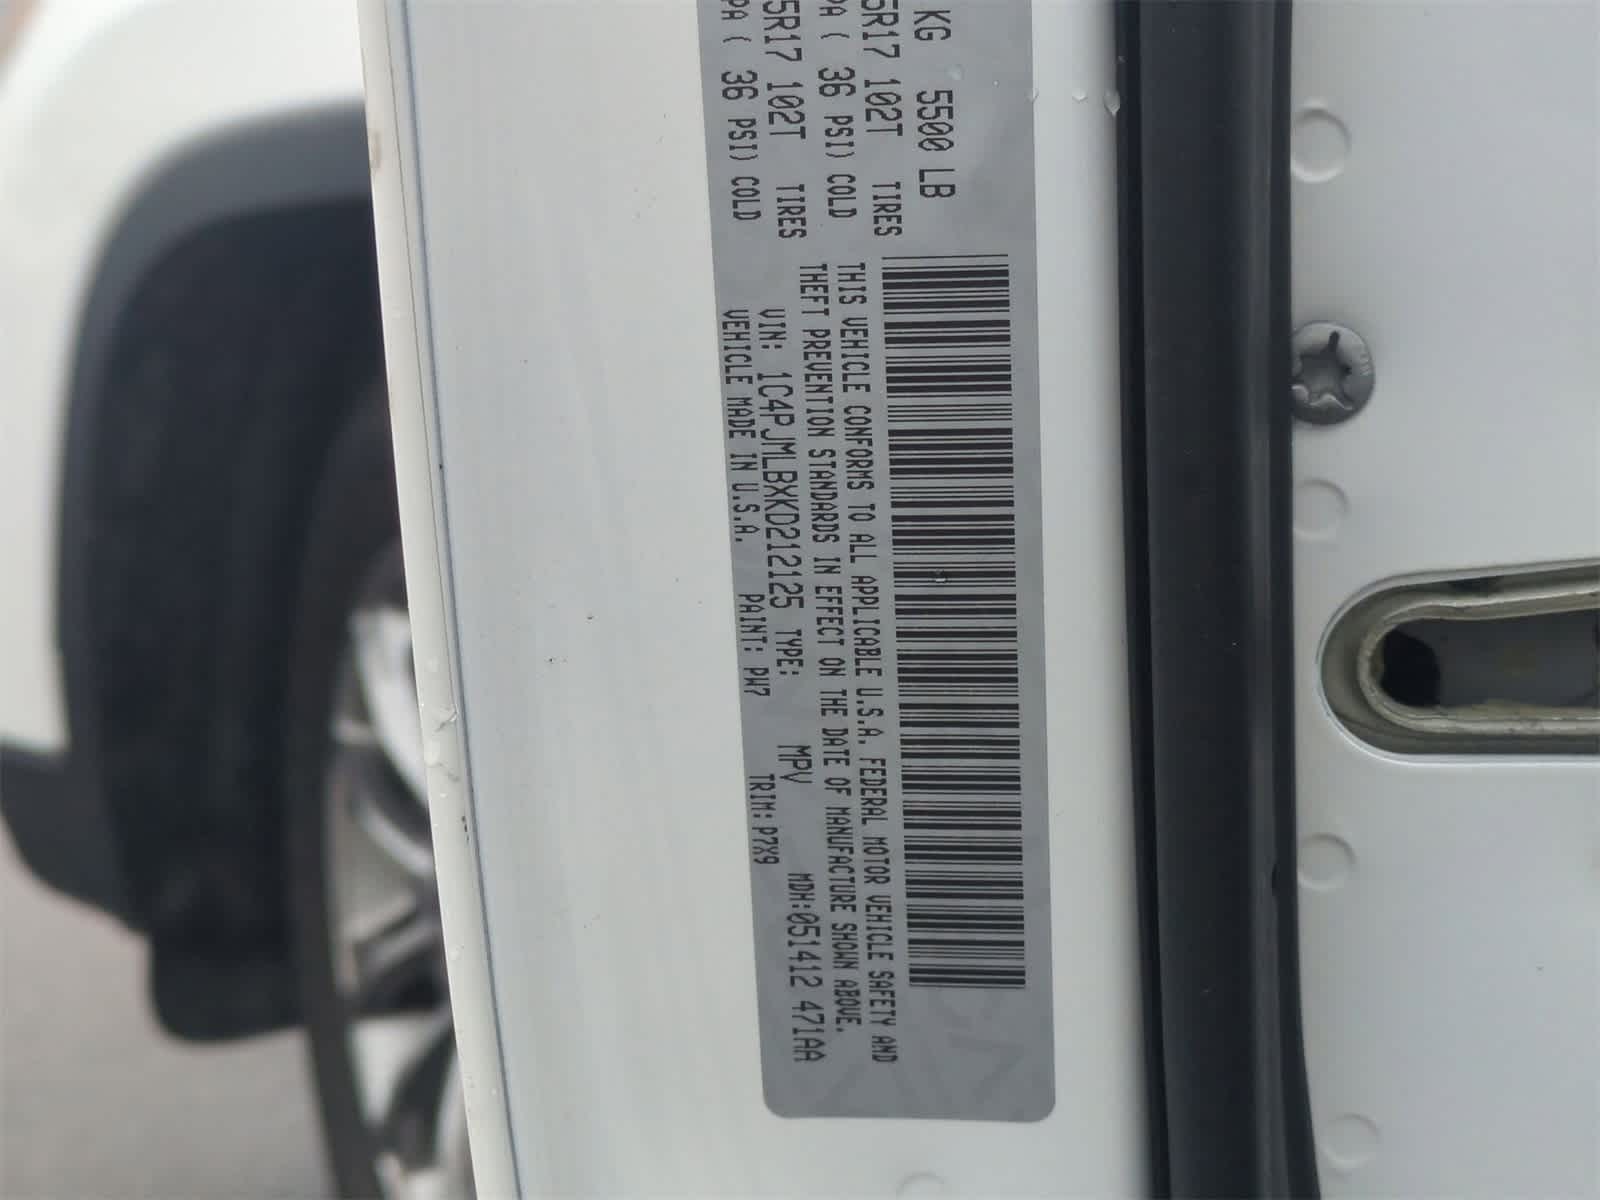 KG 5500 LB
5R17 102T TIRES
PA ( 36 PSI) COLD
5R17 102T TIRES
PA ( 36 PSI) COLD
THIS VEHICLE CONFORMS TO ALL APPLICABLE U.S.A. FEDERAL MOTOR VEHICLE SAFETY AND
THEFT PREVENTION STANDARDS IN EFFECT ON THE DATE OF MANUFACTURE SHOWN ABOVE.
VIN: 1C4PJMLBXKD212125 TYPE: MPV MDH:051412 471AA
VEHICLE MADE IN U.S.A. PAINT: PW7 TRIM: P7X9